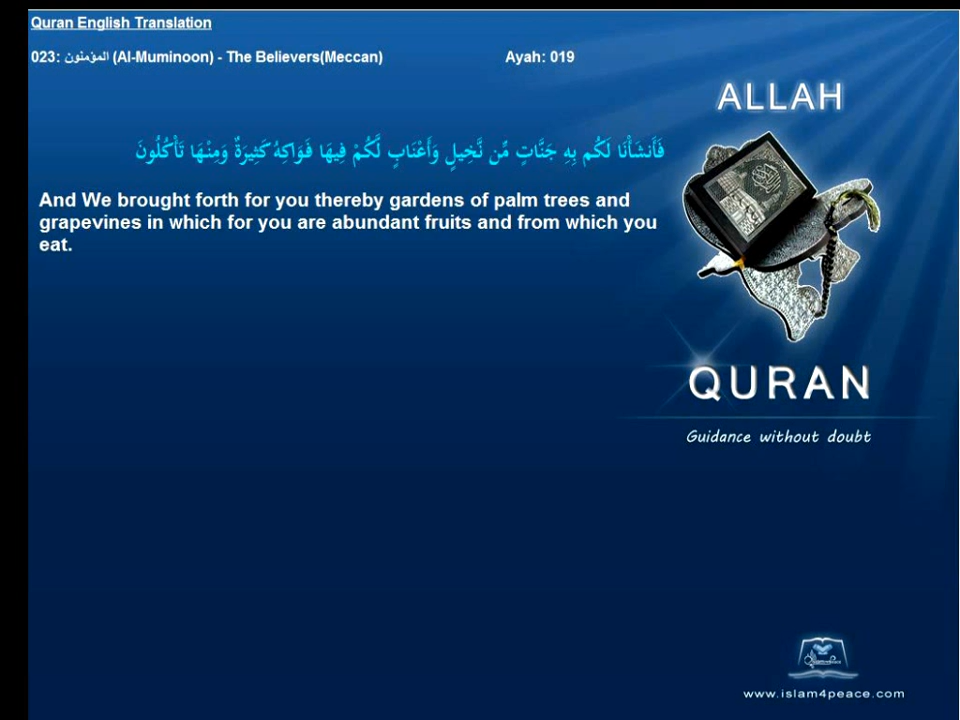 Quran English Translation
023: المؤمنون (Al-Muminoon) - The Believers(Meccan) Ayah: 019
ALLAH
فَأَنشَأْنَا لَكُم بِهِ جَنَّاتٍ مِّن نَّخِيلٍ وَأَعْنَابٍ لَّكُمْ فِيهَا فَوَاكِهُ كَثِيرَةٌ وَمِنْهَا تَأْكُلُونَ
And We brought forth for you thereby gardens of palm trees and
grapevines in which for you are abundant fruits and from which you
eat.
QURAN
Guidance without doubt
www.islam4peace.com